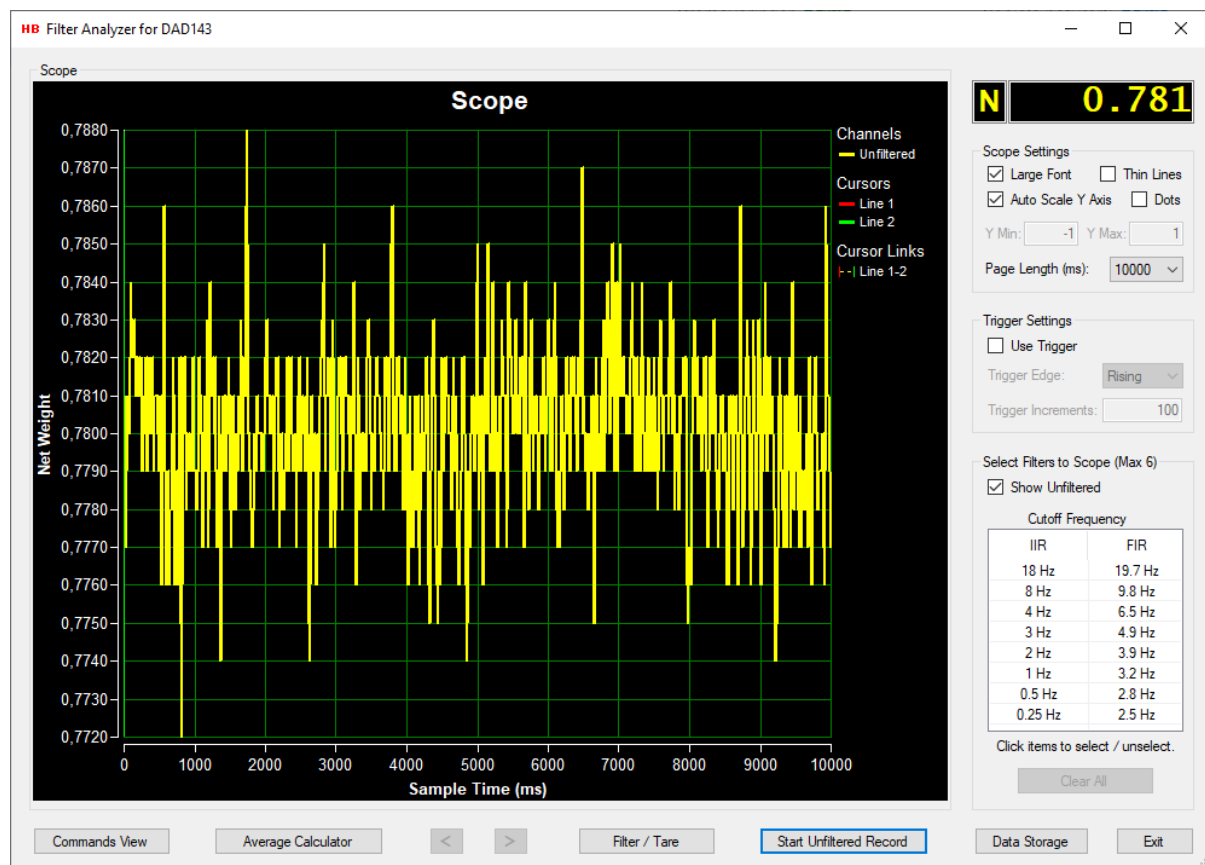 HB Filter Analyzer for DAD143
Scope
Scope
0,7880
0,7870
0,7860
0,7850
0,7840
0,7830
0,7820
0,7810
0,7800
0,7790
0,7780
0,7770
0,7760
0,7750
0,7740
0,7730
0,7720
Net Weight
0 1000 2000 3000 4000 5000 6000 7000 8000 9000 10000
Sample Time (ms)
Channels
Unfiltered
Cursors
Line 1
Line 2
Cursor Links
Line 1-2
N 0.781
Scope Settings
Large Font Thin Lines
Auto Scale Y Axis Dots
Y Min: -1 Y Max: 1
Page Length (ms): 10000
Trigger Settings
Use Trigger
Trigger Edge: Rising
Trigger Increments: 100
Select Filters to Scope (Max 6)
Show Unfiltered
Cutoff Frequency
IIR FIR
18 Hz 19.7 Hz
8 Hz 9.8 Hz
4 Hz 6.5 Hz
3 Hz 4.9 Hz
2 Hz 3.9 Hz
1 Hz 3.2 Hz
0.5 Hz 2.8 Hz
0.25 Hz 2.5 Hz
Click items to select / unselect.
Clear All
Commands View Average Calculator < > Filter / Tare Start Unfiltered Record Data Storage Exit